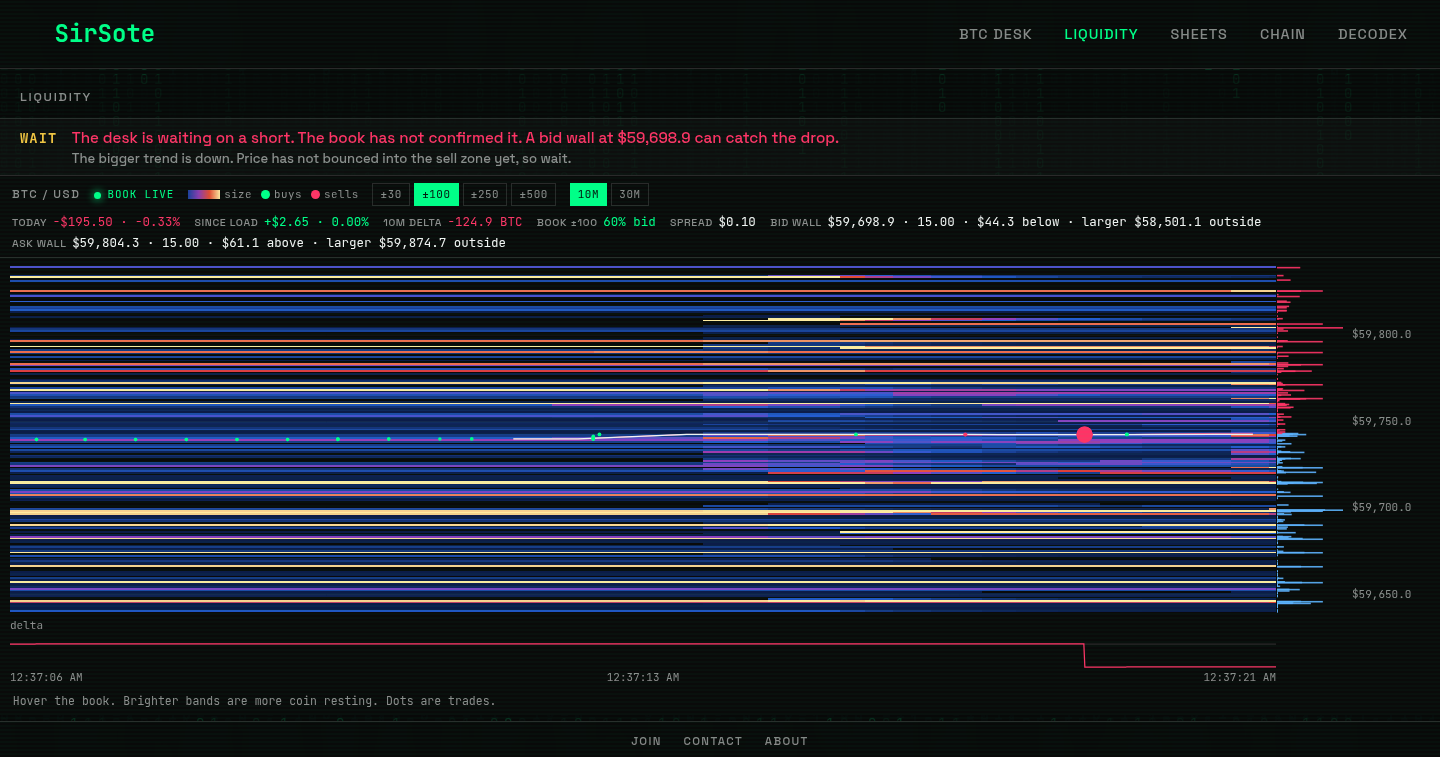 SirSote
BTC DESK LIQUIDITY SHEETS CHAIN DECODEX
LIQUIDITY
WAIT The desk is waiting on a short. The book has not confirmed it. A bid wall at $59,698.9 can catch the drop.
The bigger trend is down. Price has not bounced into the sell zone yet, so wait.
BTC / USD BOOK LIVE size buys sells ±30 ±100 ±250 ±500 10M 30M
TODAY -$195.50 · -0.33% SINCE LOAD +$2.65 · 0.00% 10M DELTA -124.9 BTC BOOK ±100 60% bid SPREAD $0.10 BID WALL $59,698.9 · 15.00 · $44.3 below · larger $58,501.1 outside
ASK WALL $59,804.3 · 15.00 · $61.1 above · larger $59,874.7 outside
$59,800.0
$59,750.0
$59,700.0
$59,650.0
delta
12:37:06 AM 12:37:13 AM 12:37:21 AM
Hover the book. Brighter bands are more coin resting. Dots are trades.
JOIN CONTACT ABOUT